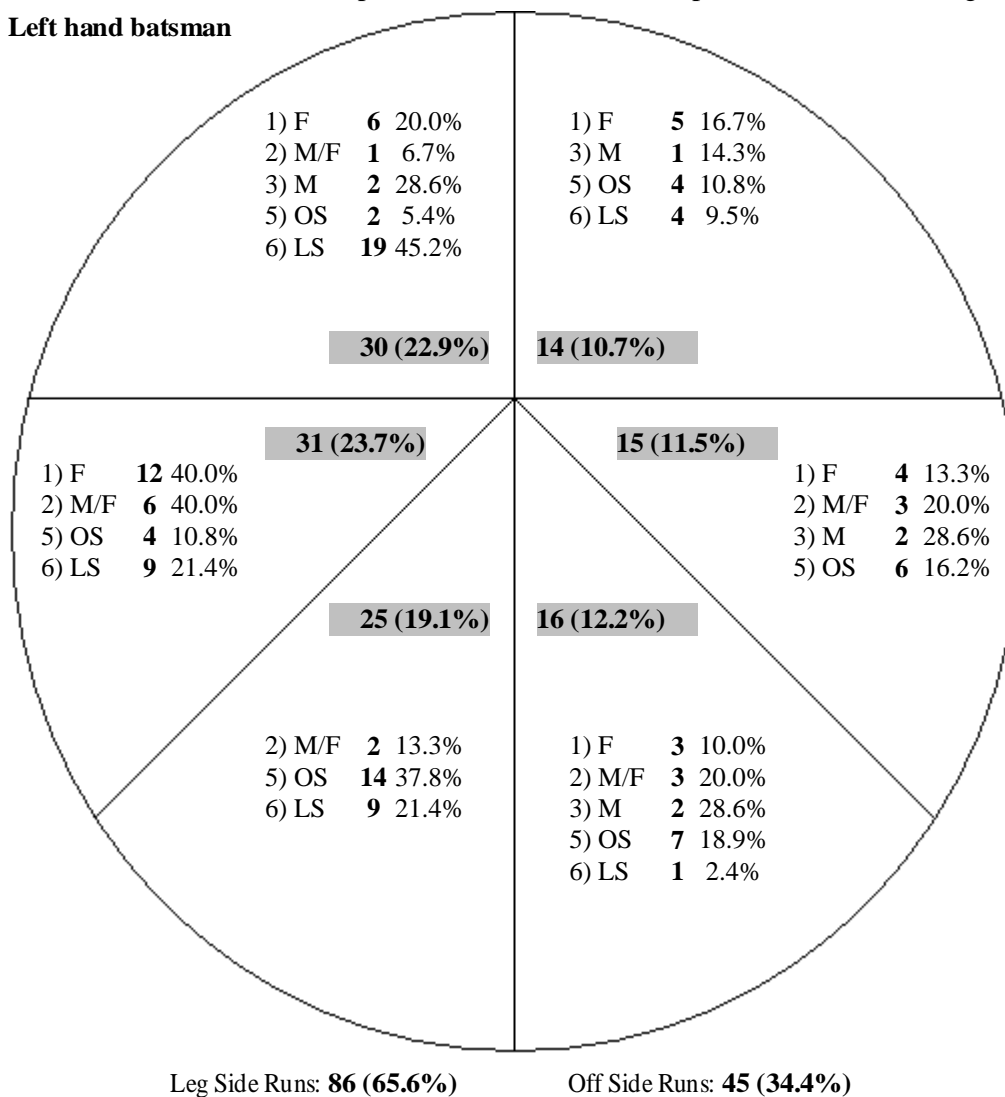 Left hand batsman
1) F 6 20.0%
2) M/F 1 6.7%
3) M 2 28.6%
5) OS 2 5.4%
6) LS 19 45.2%
30 (22.9%)
1) F 5 16.7%
3) M 1 14.3%
5) OS 4 10.8%
6) LS 4 9.5%
14 (10.7%)
31 (23.7%)
1) F 12 40.0%
2) M/F 6 40.0%
5) OS 4 10.8%
6) LS 9 21.4%
15 (11.5%)
1) F 4 13.3%
2) M/F 3 20.0%
3) M 2 28.6%
5) OS 6 16.2%
25 (19.1%)
2) M/F 2 13.3%
5) OS 14 37.8%
6) LS 9 21.4%
16 (12.2%)
1) F 3 10.0%
2) M/F 3 20.0%
3) M 2 28.6%
5) OS 7 18.9%
6) LS 1 2.4%
Leg Side Runs: 86 (65.6%)
Off Side Runs: 45 (34.4%)